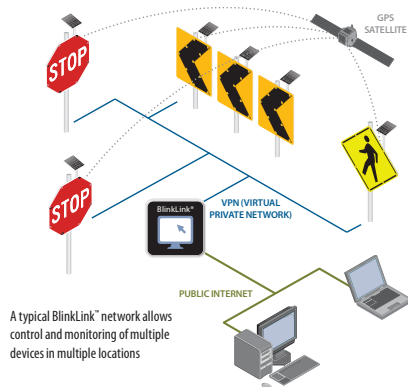 GPS
SATELLITE
STOP
STOP
BlinkLink®
VPN (VIRTUAL
PRIVATE NETWORK)
PUBLIC INTERNET
A typical BlinkLink™ network allows
control and monitoring of multiple
devices in multiple locations